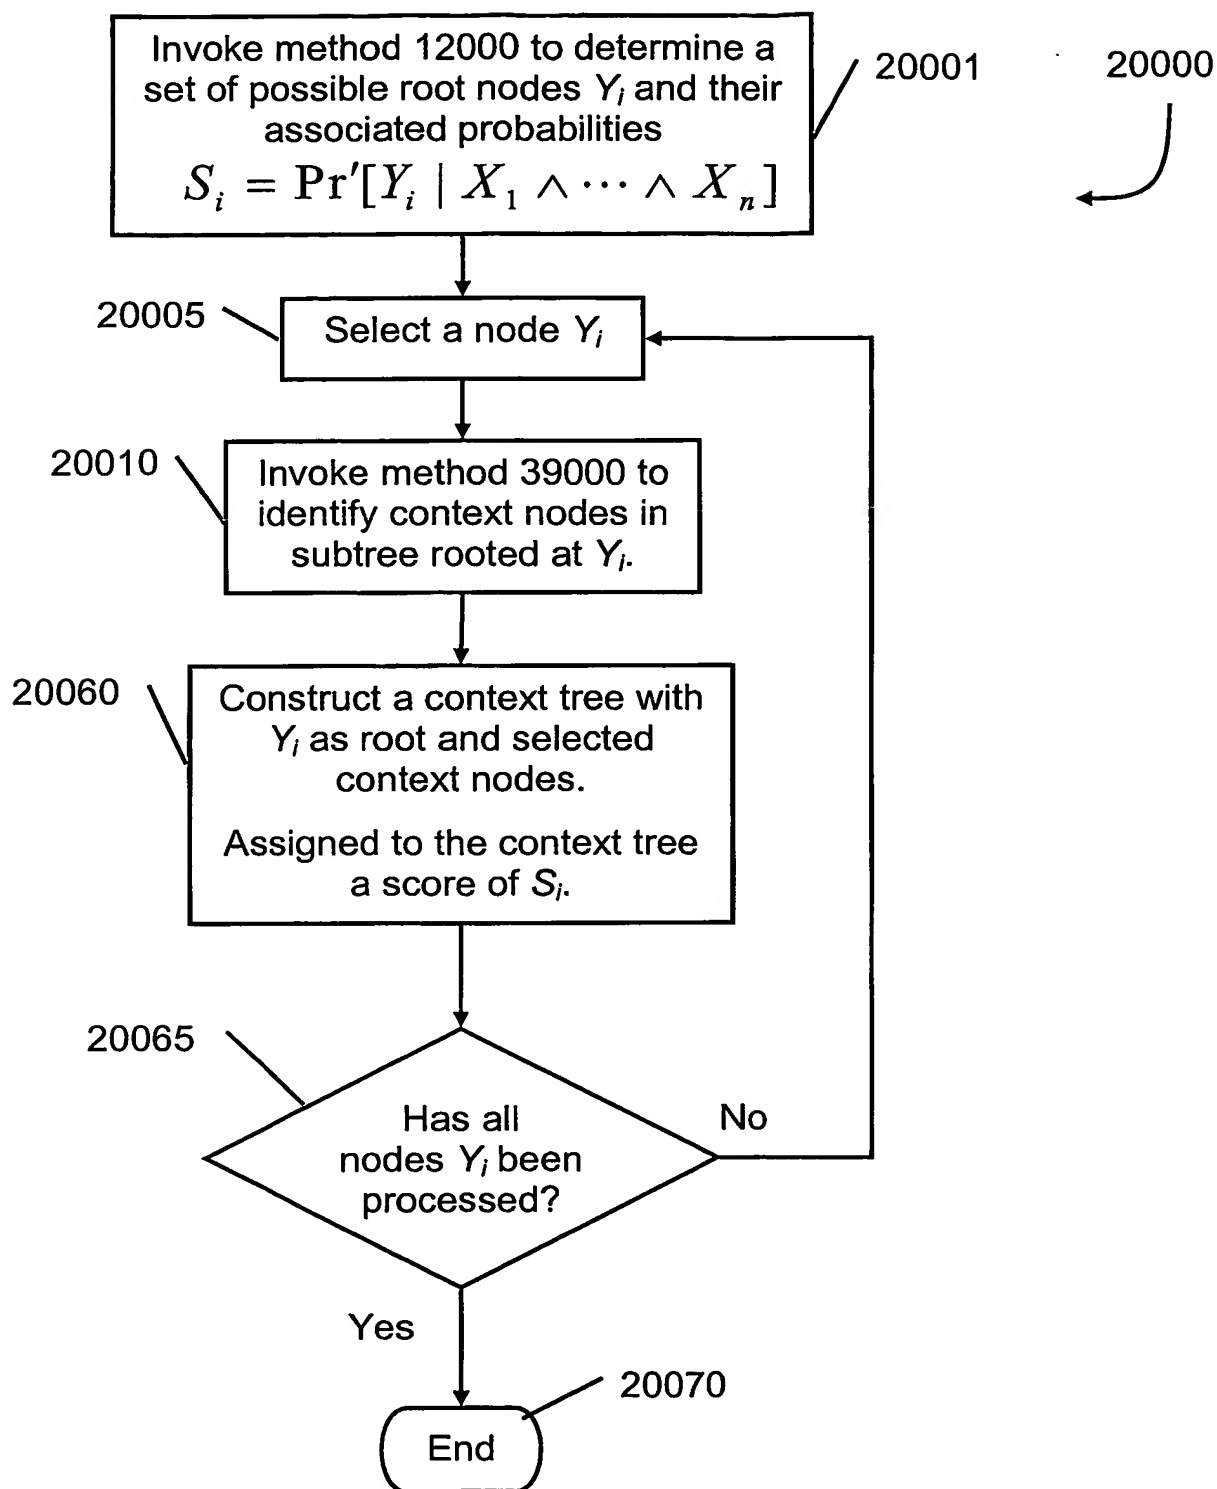 Invoke method 12000 to determine a
set of possible root nodes Yᵢ and their
associated probabilities
Sᵢ = Pr′[Yᵢ | X₁ ∧ ⋯ ∧ Xₙ]
20001
20000
20005
Select a node Yᵢ
20010
Invoke method 39000 to
identify context nodes in
subtree rooted at Yᵢ.
20060
Construct a context tree with
Yᵢ as root and selected
context nodes.
Assigned to the context tree
a score of Sᵢ.
20065
Has all
nodes Yᵢ been
processed?
No
Yes
20070
End